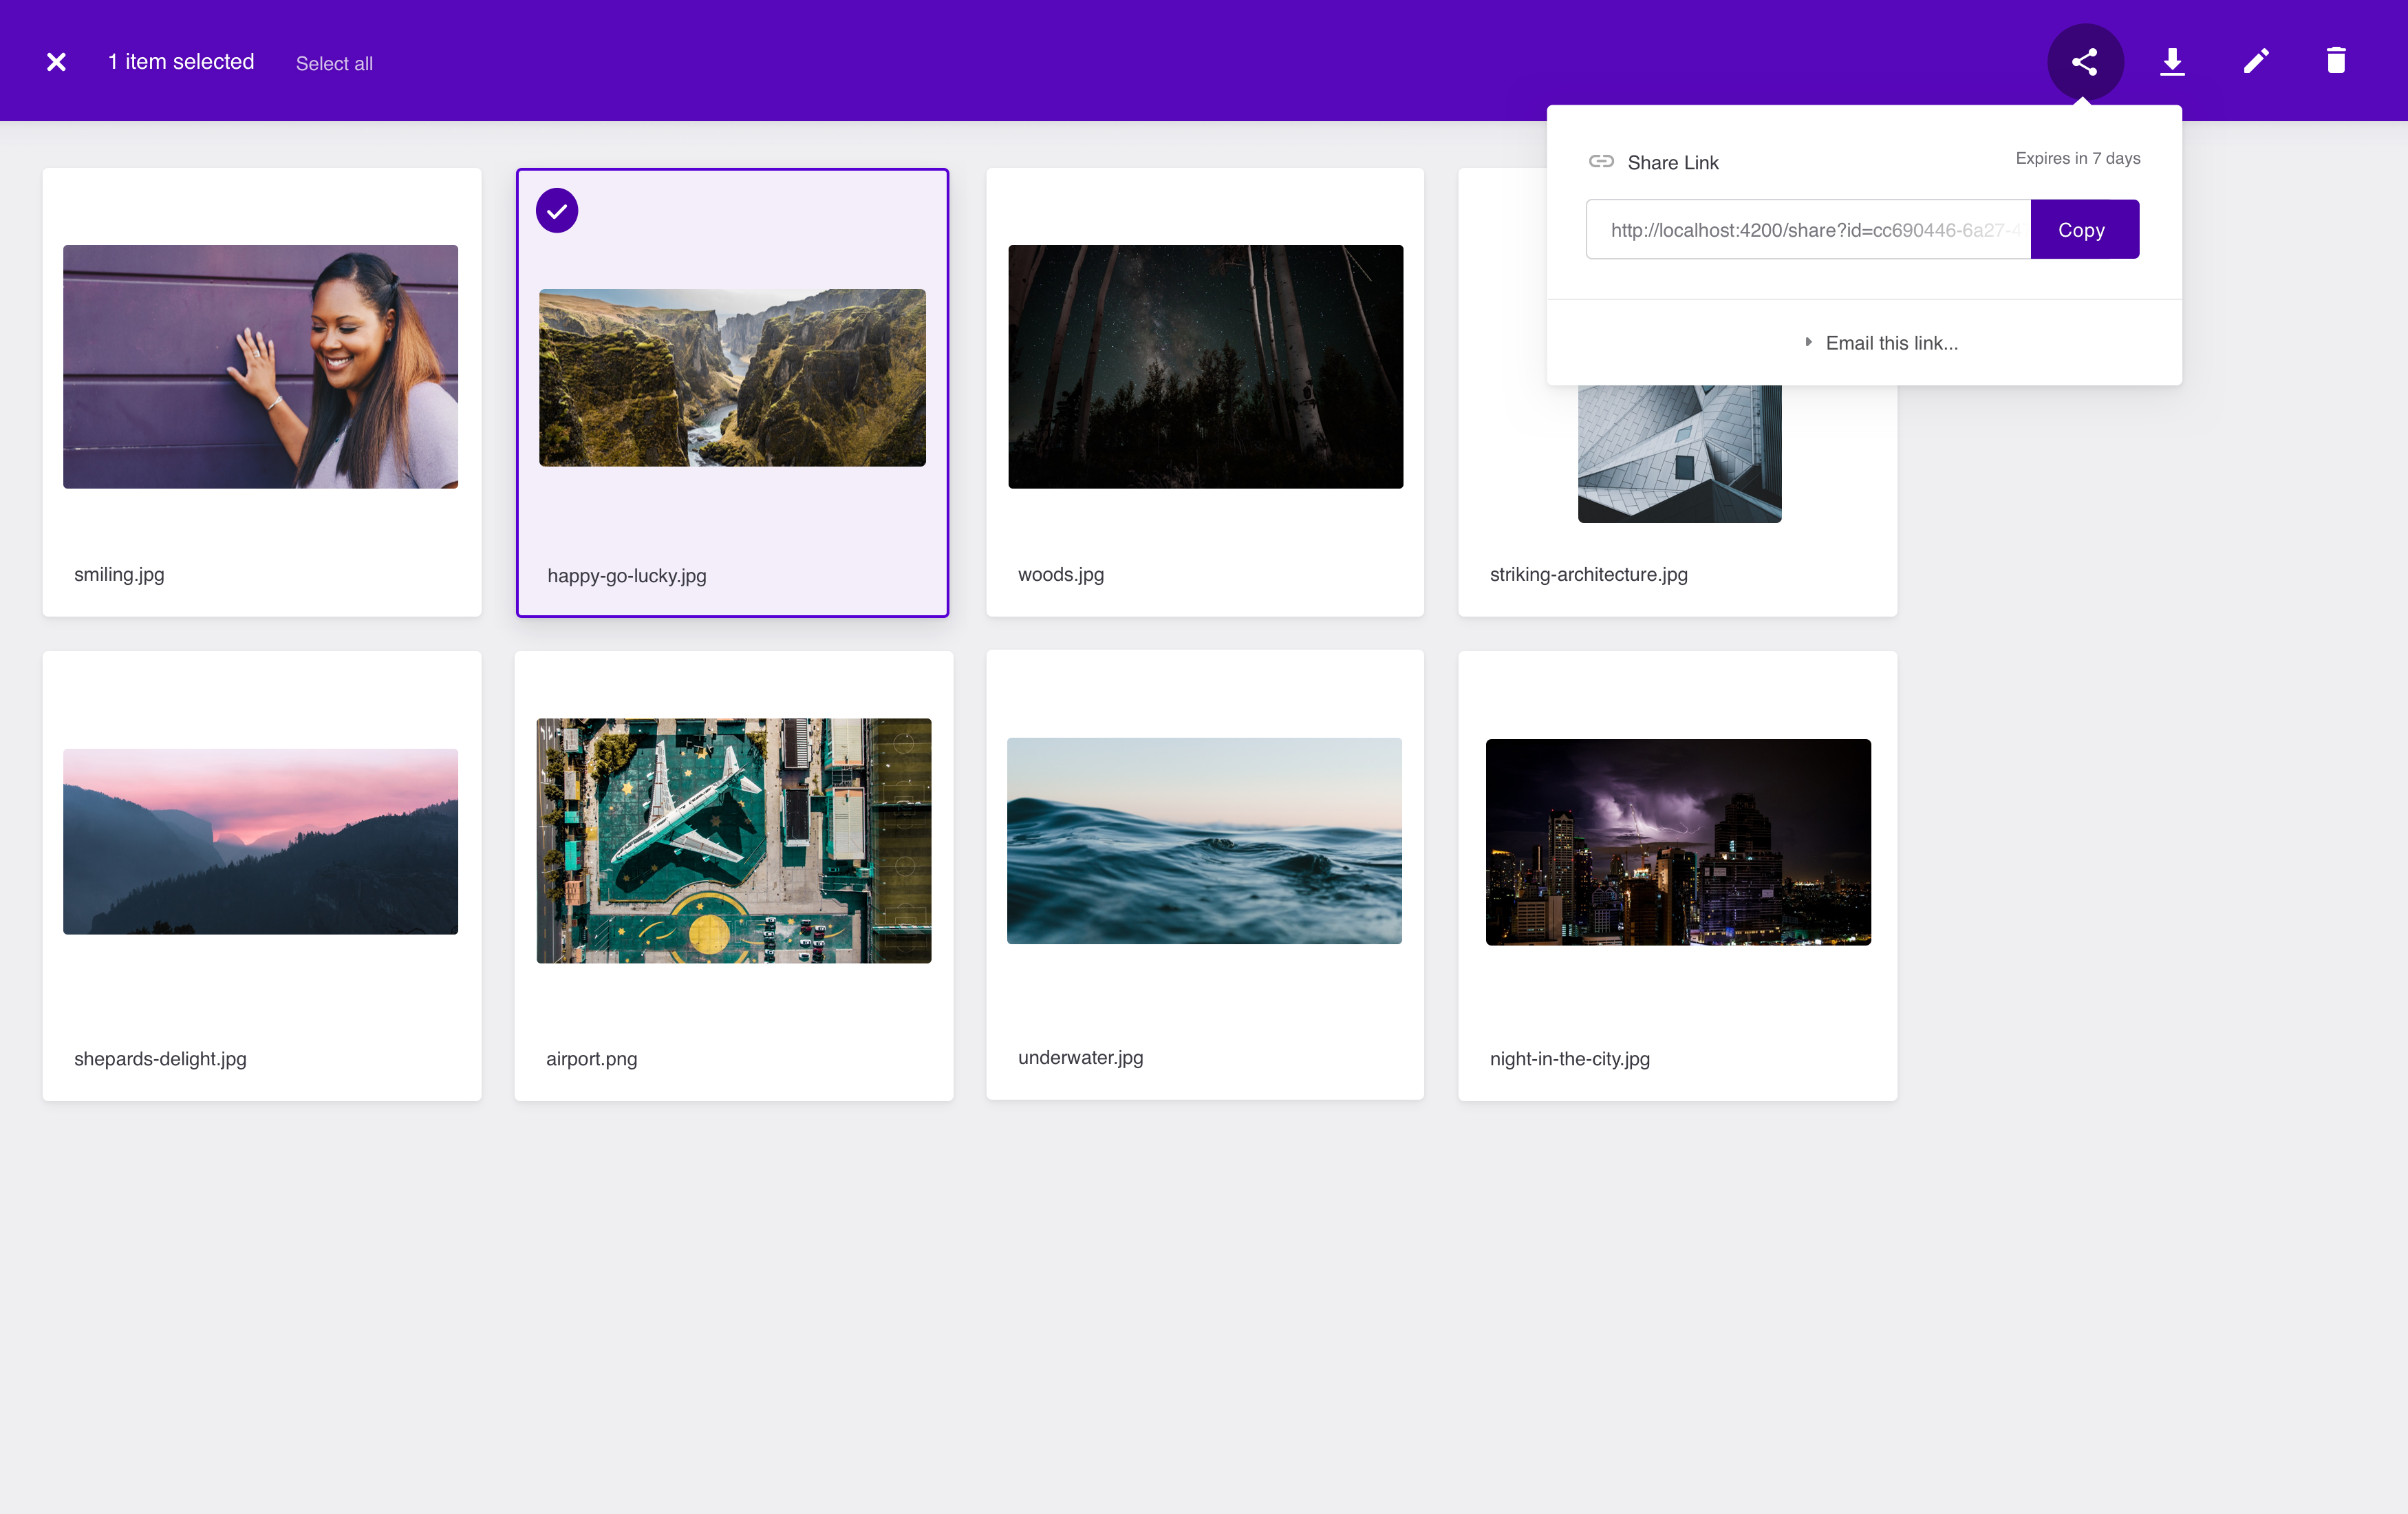 1 item selected
Select all
Share Link
Expires in 7 days
http://localhost:4200/share?id=cc690446-6a27-4
Copy
Email this link...
smiling.jpg
happy-go-lucky.jpg
woods.jpg
striking-architecture.jpg
shepards-delight.jpg
airport.png
underwater.jpg
night-in-the-city.jpg